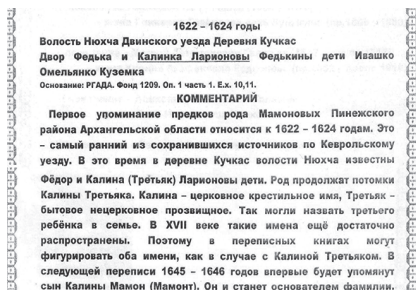 1622 – 1624 годы
Волость Нюхча Двинского уезда Деревня Кучкас
Двор Федька и Калинка Ларионовы Федькины дети Ивашко
Омельянко Куземка
Основание: РГАДА. Фонд 1209. Оп. 1 часть 1. Е.х. 10,11.
КОММЕНТАРИЙ
Первое упоминание предков рода Мамоновых Пинежского
района Архангельской области относится к 1622 – 1624 годам. Это
– самый ранний из сохранившихся источников по Кеврольскому
уезду. В это время в деревне Кучкас волости Нюхча известны
Фёдор и Калина (Третьяк) Ларионовы дети. Род продолжат потомки
Калины Третьяка. Калина – церковное крестильное имя, Третьяк -
бытовое нецерковное прозвище. Так могли назвать третьего
ребёнка в семье. В XVII веке такие имена ещё достаточно
распространены. Поэтому в переписных книгах могут
фигурировать оба имени, как в случае с Калиной Третьяком. В
следующей переписи 1645 – 1646 годов впервые будет упомянут
сын Калины Мамон (Мамонт). Он и станет основателем фамилии.